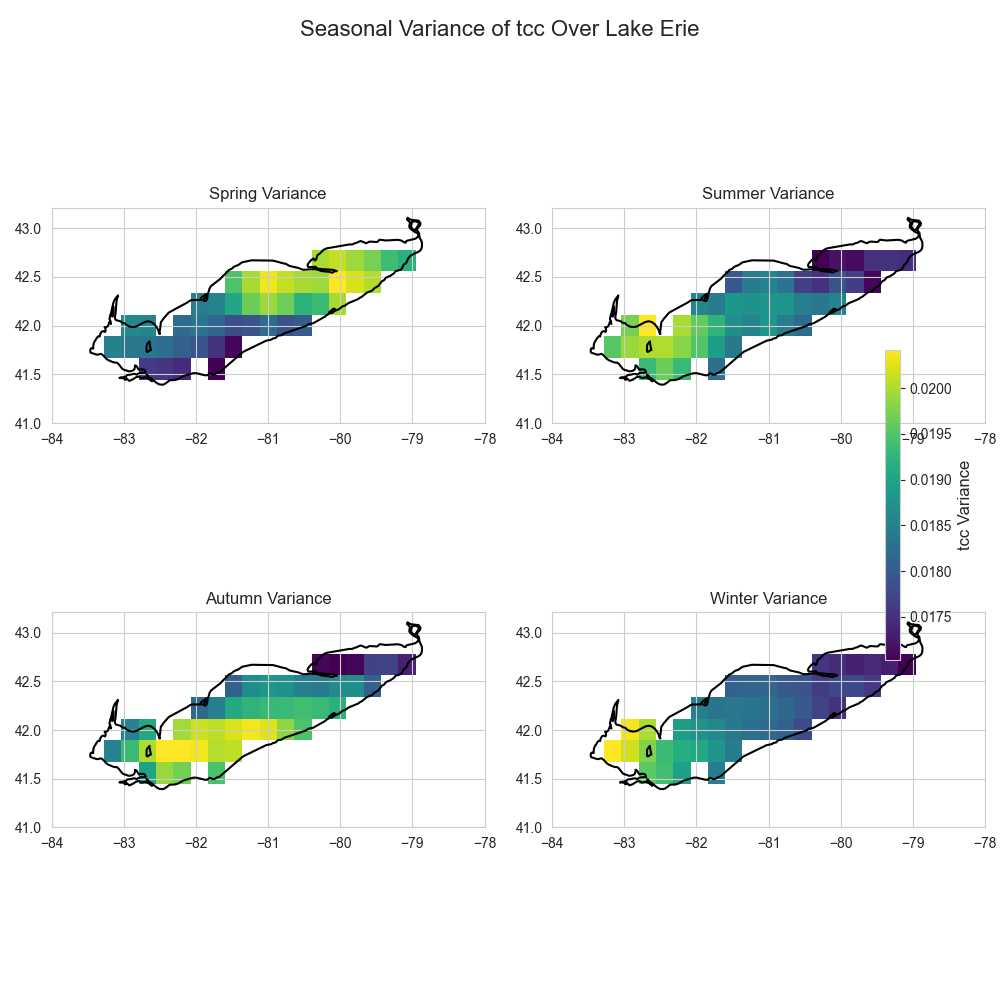 Seasonal Variance of tcc Over Lake Erie
Spring Variance
43.0
42.5
42.0
41.5
41.0
−84 −83 −82 −81 −80 −79 −78
Summer Variance
43.0
42.5
42.0
41.5
41.0
−84 −83 −82 −81 −80 −79 −78
Autumn Variance
43.0
42.5
42.0
41.5
41.0
−84 −83 −82 −81 −80 −79 −78
Winter Variance
43.0
42.5
42.0
41.5
41.0
−84 −83 −82 −81 −80 −79 −78
0.0200
0.0195
0.0190
0.0185
0.0180
0.0175
tcc Variance